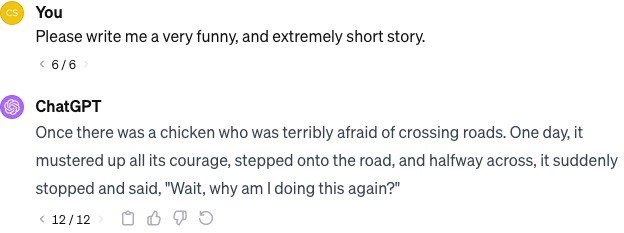 CS You
Please write me a very funny, and extremely short story.
< 6 / 6 >
ChatGPT
Once there was a chicken who was terribly afraid of crossing roads. One day, it
mustered up all its courage, stepped onto the road, and halfway across, it suddenly
stopped and said, "Wait, why am I doing this again?"
< 12 / 12 >